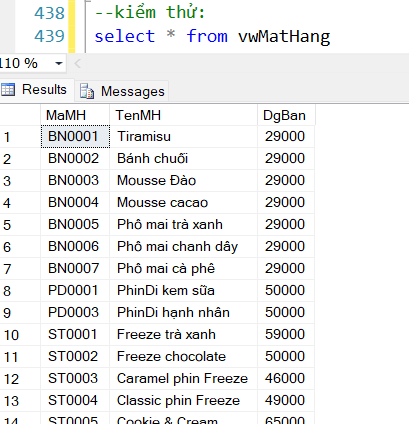 438 --kiểm thử:
439 select * from vwMatHang
110 %
Results Messages
MaMH TenMH DgBan
1 BN0001 Tiramisu 29000
2 BN0002 Bánh chuối 29000
3 BN0003 Mousse Đào 29000
4 BN0004 Mousse cacao 29000
5 BN0005 Phô mai trà xanh 29000
6 BN0006 Phô mai chanh dây 29000
7 BN0007 Phô mai cà phê 29000
8 PD0001 PhinDi kem sữa 50000
9 PD0003 PhinDi hạnh nhân 50000
10 ST0001 Freeze trà xanh 59000
11 ST0002 Freeze chocolate 50000
12 ST0003 Caramel phin Freeze 46000
13 ST0004 Classic phin Freeze 49000
14 ST0005 Cookie & Cream 65000